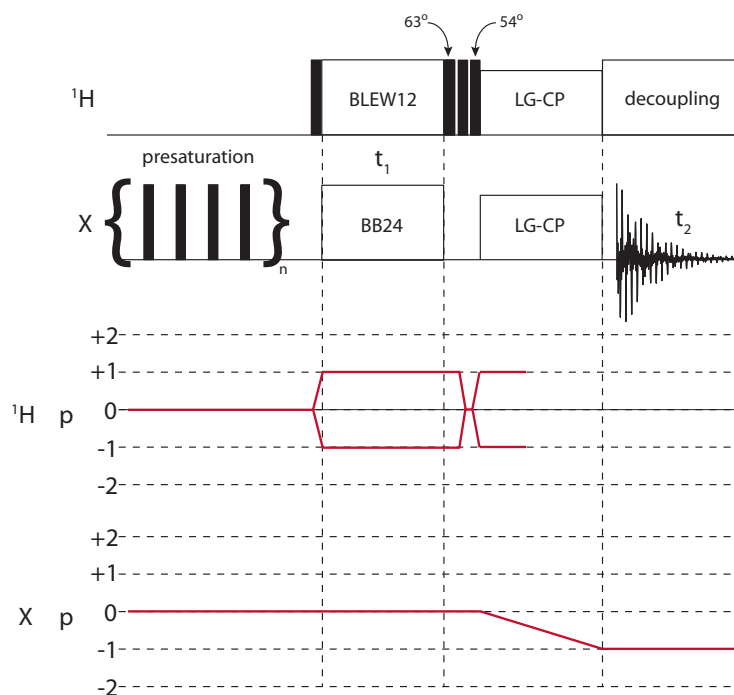 63° 54°
¹H BLEW12 LG-CP decoupling
presaturation t₁
X { BB24 LG-CP t₂
}n
+2
+1
¹H p 0
-1
-2
+2
+1
X p 0
-1
-2